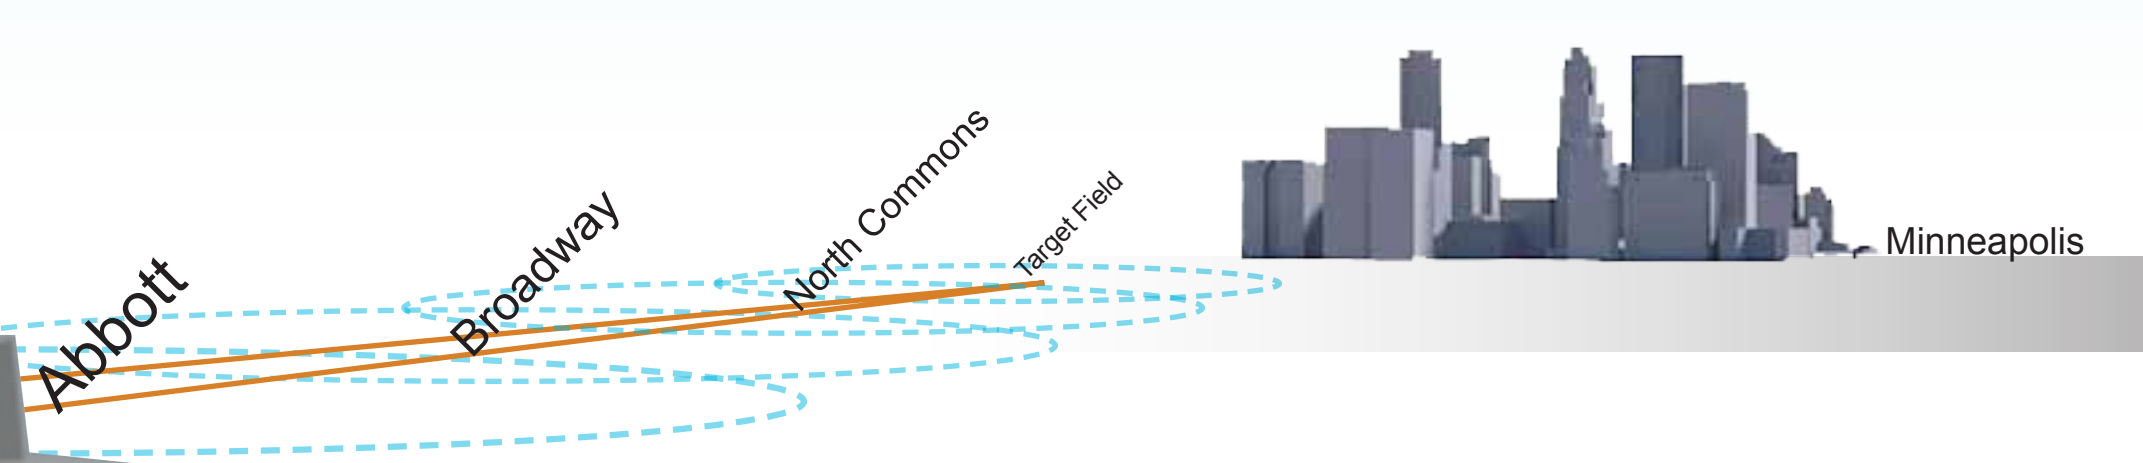 Abbott
Broadway
North Commons
Target Field
Minneapolis